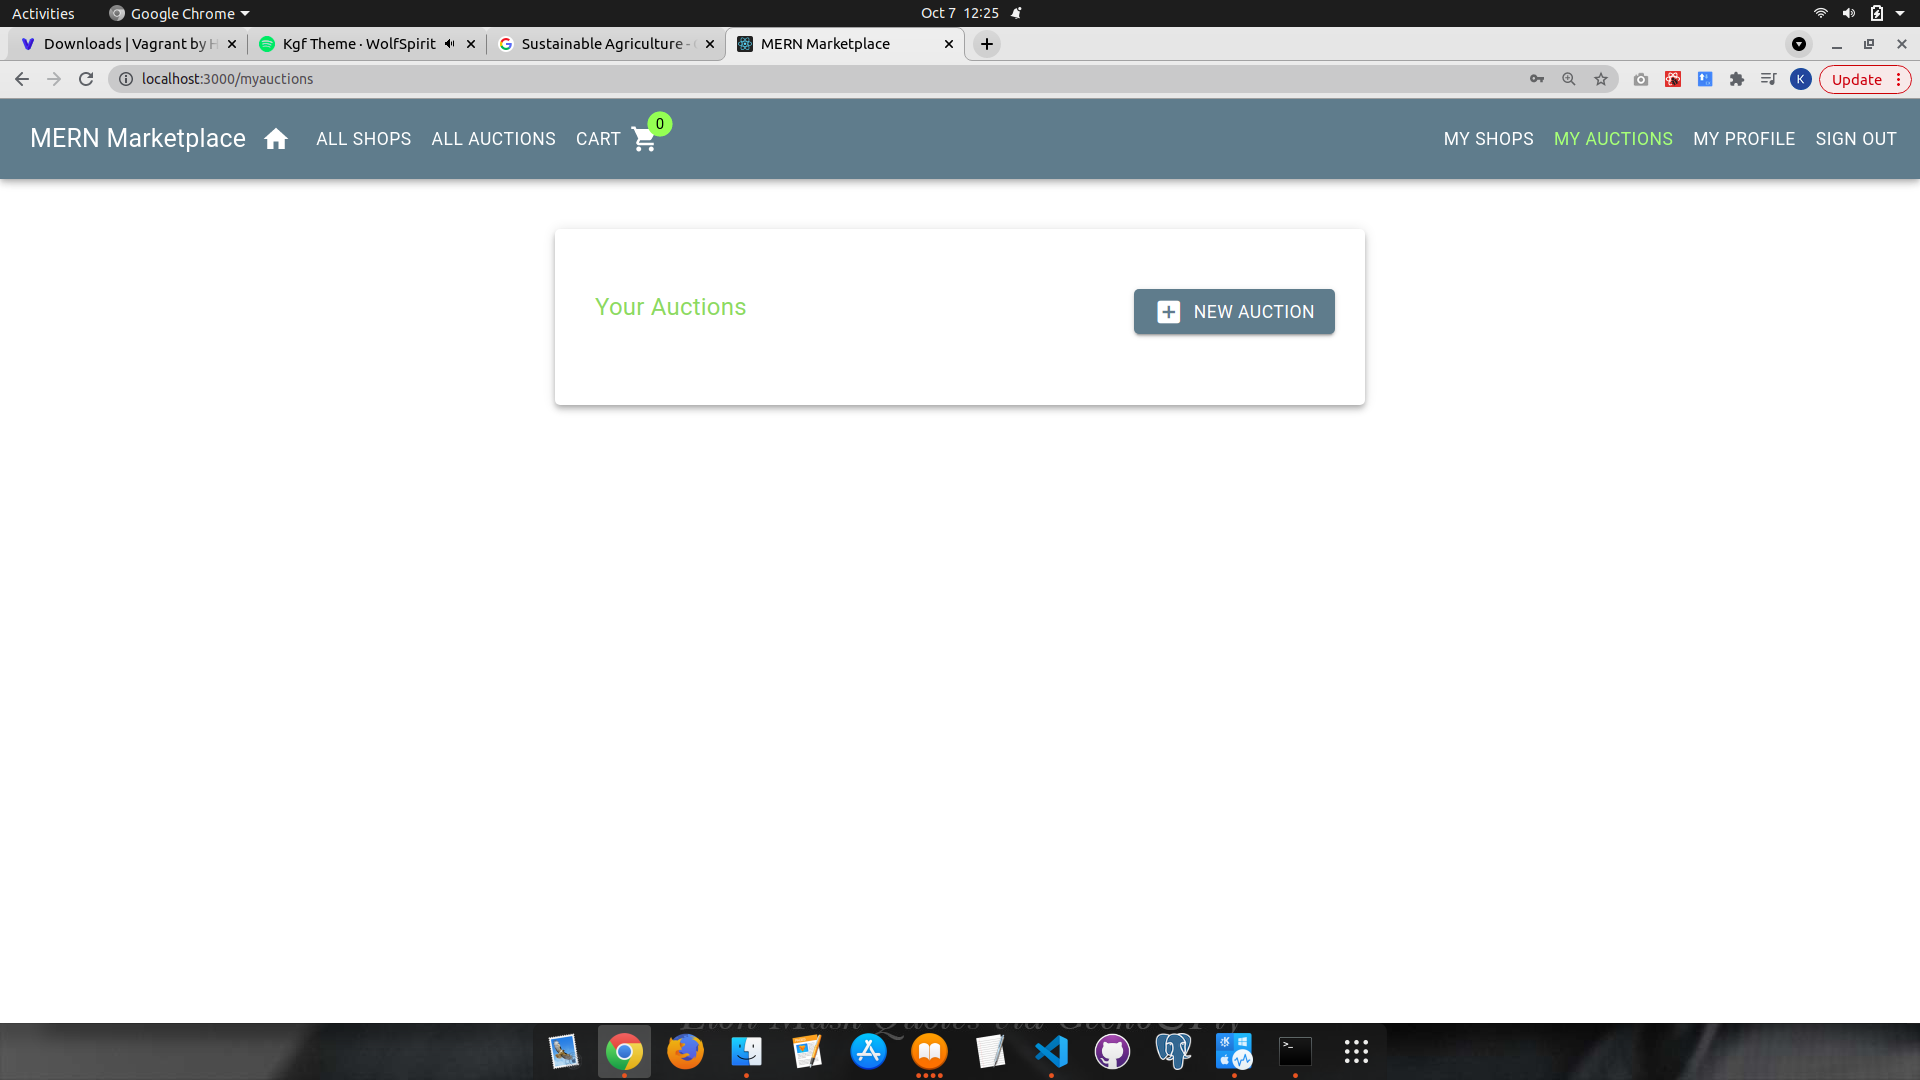 Activities
Google Chrome
Oct 7 12:25
Downloads | Vagrant by H
Kgf Theme · WolfSpirit
Sustainable Agriculture -
MERN Marketplace
localhost:3000/myauctions
K
Update
MERN Marketplace
ALL SHOPS
ALL AUCTIONS
CART
0
MY SHOPS
MY AUCTIONS
MY PROFILE
SIGN OUT
Your Auctions
NEW AUCTION
>_